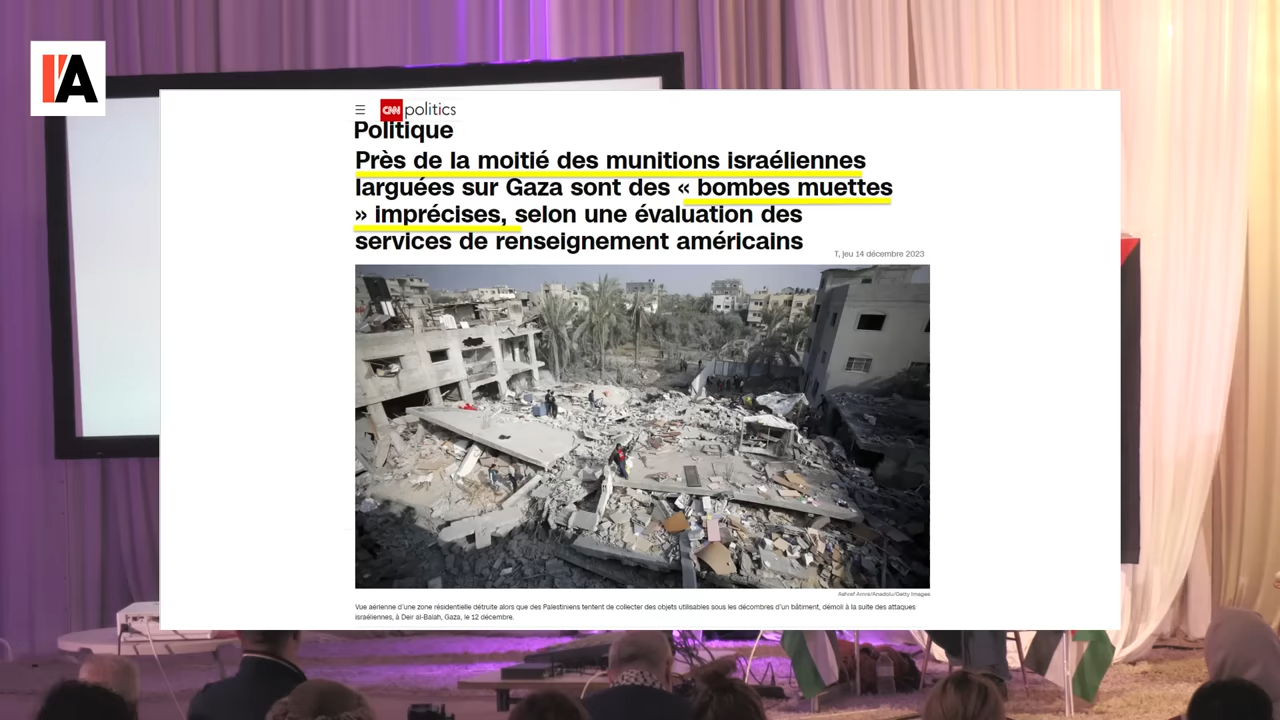 I'A
CNN politics
Politique
Près de la moitié des munitions israéliennes
larguées sur Gaza sont des « bombes muettes
» imprécises, selon une évaluation des
services de renseignement américains
T, jeu 14 décembre 2023
Ashraf Amra/Anadolu/Getty Images
Vue aérienne d'une zone résidentielle détruite alors que des Palestiniens tentent de collecter des objets utilisables sous les décombres d'un bâtiment, démoli à la suite des attaques
israéliennes, à Deir al-Balah, Gaza, le 12 décembre.